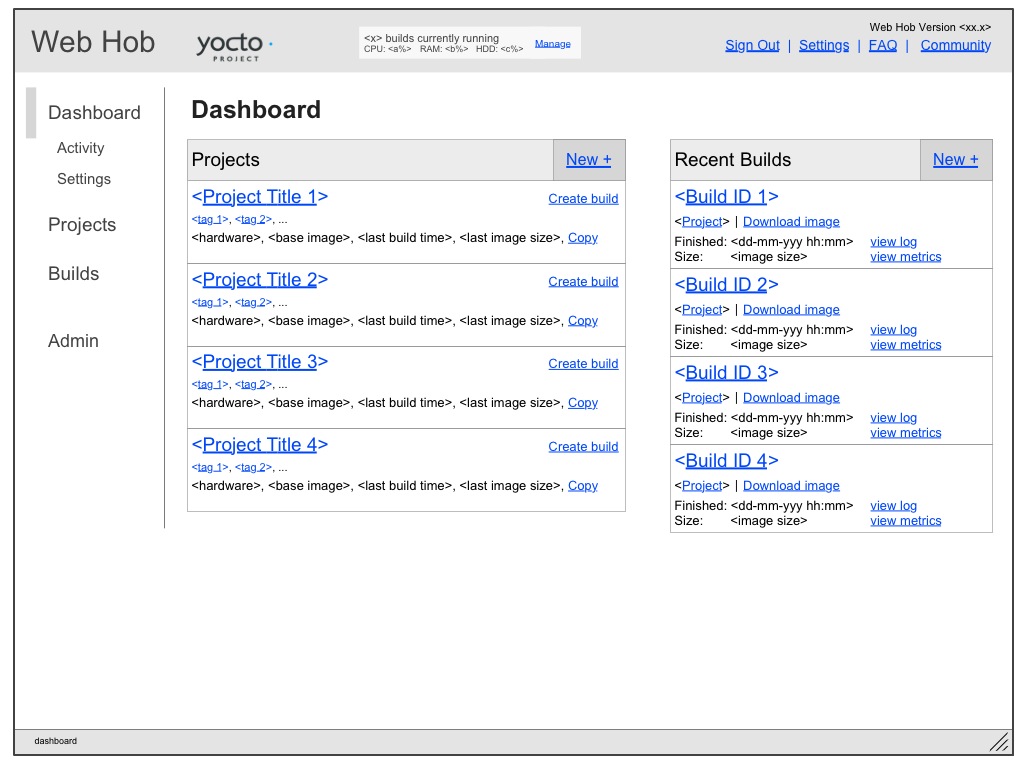 Web Hob
yocto
PROJECT
<x> builds currently running
CPU: <a%> RAM: <b%> HDD: <c%> Manage
Web Hob Version <xx.x>
Sign Out | Settings | FAQ | Community
Dashboard
Activity
Settings
Projects
Builds
Admin
Dashboard
Projects New +
<Project Title 1> Create build
<tag 1>, <tag 2>, ...
<hardware>, <base image>, <last build time>, <last image size>, Copy
<Project Title 2> Create build
<tag 1>, <tag 2>, ...
<hardware>, <base image>, <last build time>, <last image size>, Copy
<Project Title 3> Create build
<tag 1>, <tag 2>, ...
<hardware>, <base image>, <last build time>, <last image size>, Copy
<Project Title 4> Create build
<tag 1>, <tag 2>, ...
<hardware>, <base image>, <last build time>, <last image size>, Copy
Recent Builds New +
<Build ID 1>
<Project> | Download image
Finished: <dd-mm-yyy hh:mm> view log
Size: <image size> view metrics
<Build ID 2>
<Project> | Download image
Finished: <dd-mm-yyy hh:mm> view log
Size: <image size> view metrics
<Build ID 3>
<Project> | Download image
Finished: <dd-mm-yyy hh:mm> view log
Size: <image size> view metrics
<Build ID 4>
<Project> | Download image
Finished: <dd-mm-yyy hh:mm> view log
Size: <image size> view metrics
dashboard